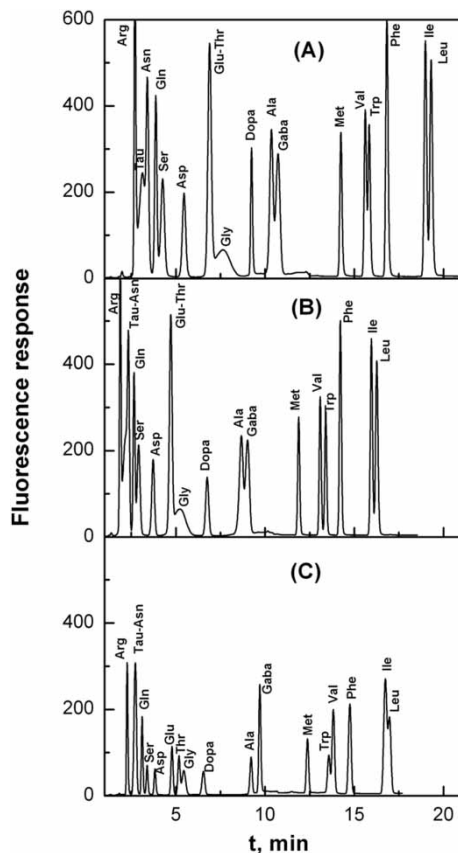 Fluorescence response
600
400
200
0
(A)
Arg
Tau
Asn
Gln
Ser
Asp
Glu-Thr
Gly
Dopa
Ala
Gaba
Met
Val
Trp
Phe
Ile
Leu
400
200
0
(B)
Arg
Tau-Asn
Gln
Ser
Asp
Glu-Thr
Gly
Dopa
Ala
Gaba
Met
Val
Trp
Phe
Ile
Leu
400
200
0
(C)
Arg
Tau-Asn
Gln
Ser
Asp
Glu
Thr
Gly
Dopa
Ala
Gaba
Met
Trp
Val
Phe
Ile
Leu
5 10 15 20
t, min